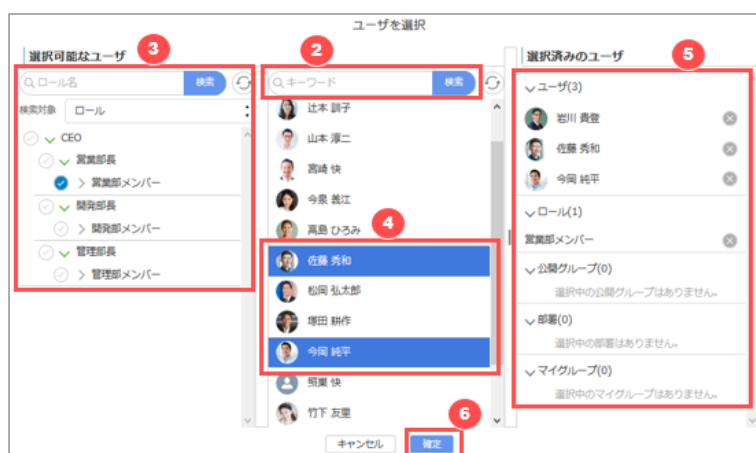 ユーザを選択
選択可能なユーザ
3
ロール名
検索
検索対象
ロール
CEO
営業部長
営業部メンバー
開発部長
開発部メンバー
管理部長
管理部メンバー
2
キーワード
検索
辻本 訓子
山本 淳二
宮崎 快
今泉 義江
高島 ひろみ
4
佐藤 秀和
松岡 弘太郎
塚田 耕作
今岡 純平
照巣 快
竹下 友里
選択済みのユーザ
5
ユーザ(3)
岩川 貴登
佐藤 秀和
今岡 純平
ロール(1)
営業部メンバー
公開グループ(0)
選択中の公開グループはありません。
部署(0)
選択中の部署はありません。
マイグループ(0)
選択中のマイグループはありません。
6
キャンセル
確定